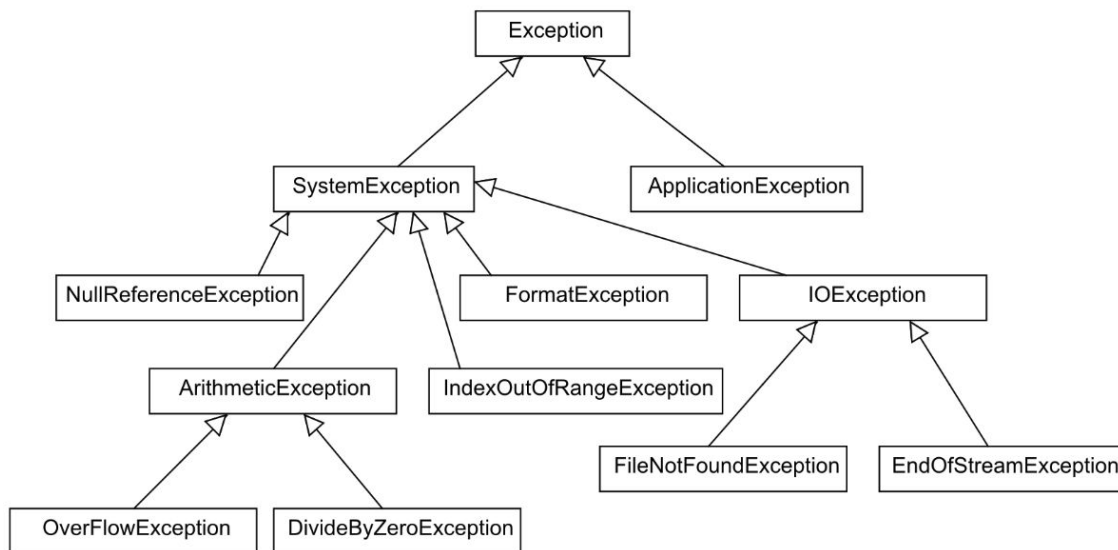 Exception
SystemException
ApplicationException
NullReferenceException
FormatException
IOException
ArithmeticException
IndexOutOfRangeException
FileNotFoundException
EndOfStreamException
OverFlowException
DivideByZeroException